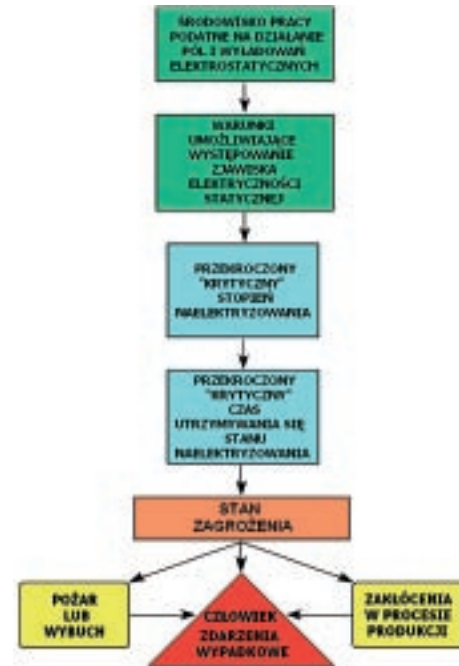 ŚRODOWISKO PRACY
PODATNE NA DZIAŁANIE
PÓL I WYŁADOWAŃ
ELEKTROSTATYCZNYCH
WARUNKI
UMOŻLIWIAJĄCE
WYSTĘPOWANIE
ZJAWISKA
ELEKTRYCZNOŚCI
STATYCZNEJ
PRZEKROCZONY
"KRYTYCZNY"
STOPIEŃ
NAELEKTRYZOWANIA
PRZEKROCZONY
"KRYTYCZNY"
CZAS
UTRZYMYWANIA SIĘ
STANU
NAELEKTRYZOWANIA
STAN
ZAGROŻENIA
POŻAR
LUB
WYBUCH
CZŁOWIEK
ZDARZENIA
WYPADKOWE
ZAKŁÓCENIA
W PROCESIE
PRODUKCJI